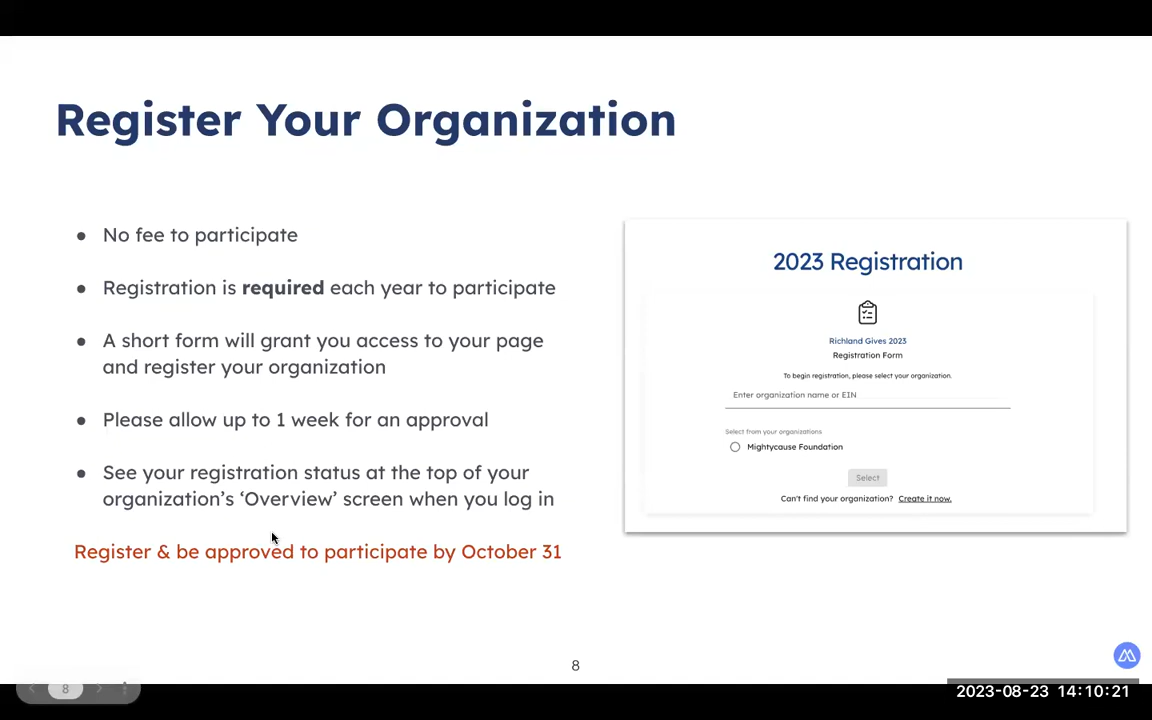 Register Your Organization
● No fee to participate
● Registration is required each year to participate
● A short form will grant you access to your page
and register your organization
● Please allow up to 1 week for an approval
● See your registration status at the top of your
organization’s ‘Overview’ screen when you log in
Register & be approved to participate by October 31
2023 Registration
Richland Gives 2023
Registration Form
To begin registration, please select your organization.
Enter organization name or EIN
Select from your organizations
Mightycause Foundation
Select
Can't find your organization? Create it now.
8
8
2023-08-23 14:10:21